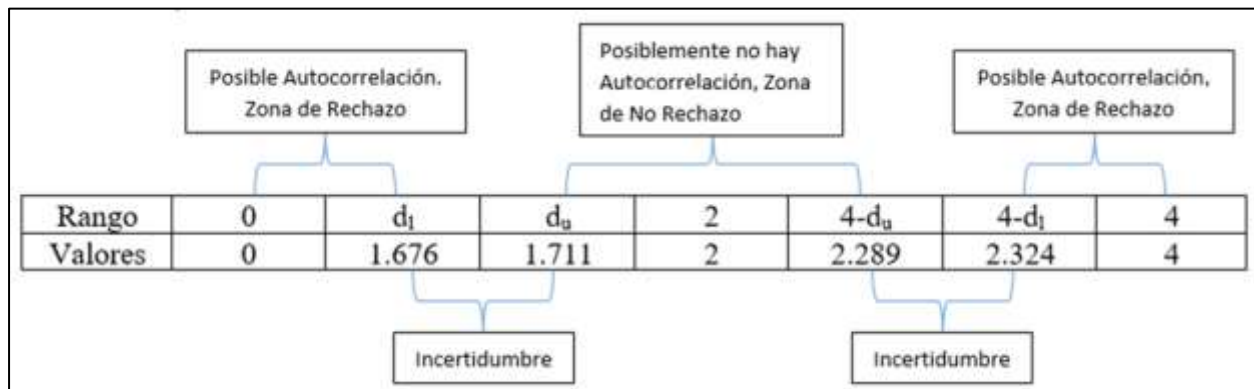 Posible Autocorrelación.
Zona de Rechazo
Posiblemente no hay
Autocorrelación, Zona
de No Rechazo
Posible Autocorrelación,
Zona de Rechazo
Rango 0 dl du 2 4-du 4-dl 4
Valores 0 1.676 1.711 2 2.289 2.324 4
Incertidumbre
Incertidumbre